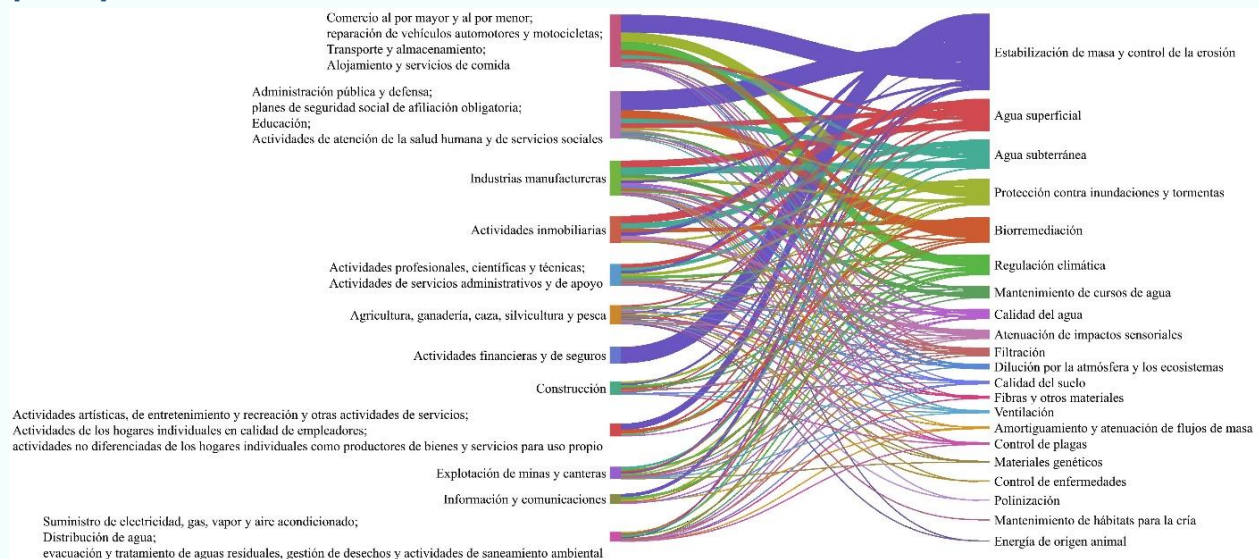 Comercio al por mayor y al por menor;
reparación de vehículos automotores y motocicletas;
Transporte y almacenamiento;
Alojamiento y servicios de comida
Administración pública y defensa;
planes de seguridad social de afiliación obligatoria;
Educación;
Actividades de atención de la salud humana y de servicios sociales
Industrias manufactureras
Actividades inmobiliarias
Actividades profesionales, científicas y técnicas;
Actividades de servicios administrativos y de apoyo
Agricultura, ganadería, caza, silvicultura y pesca
Actividades financieras y de seguros
Construcción
Actividades artísticas, de entretenimiento y recreación y otras actividades de servicios;
Actividades de los hogares individuales en calidad de empleadores;
actividades no diferenciadas de los hogares individuales como productores de bienes y servicios para uso propio
Explotación de minas y canteras
Información y comunicaciones
Suministro de electricidad, gas, vapor y aire acondicionado;
Distribución de agua;
evacuación y tratamiento de aguas residuales, gestión de desechos y actividades de saneamiento ambiental
Estabilización de masa y control de la erosión
Agua superficial
Agua subterránea
Protección contra inundaciones y tormentas
Biorremediación
Regulación climática
Mantenimiento de cursos de agua
Calidad del agua
Atenuación de impactos sensoriales
Filtración
Dilución por la atmósfera y los ecosistemas
Calidad del suelo
Fibras y otros materiales
Ventilación
Amortiguamiento y atenuación de flujos de masa
Control de plagas
Materiales genéticos
Control de enfermedades
Polinización
Mantenimiento de hábitats para la cría
Energía de origen animal